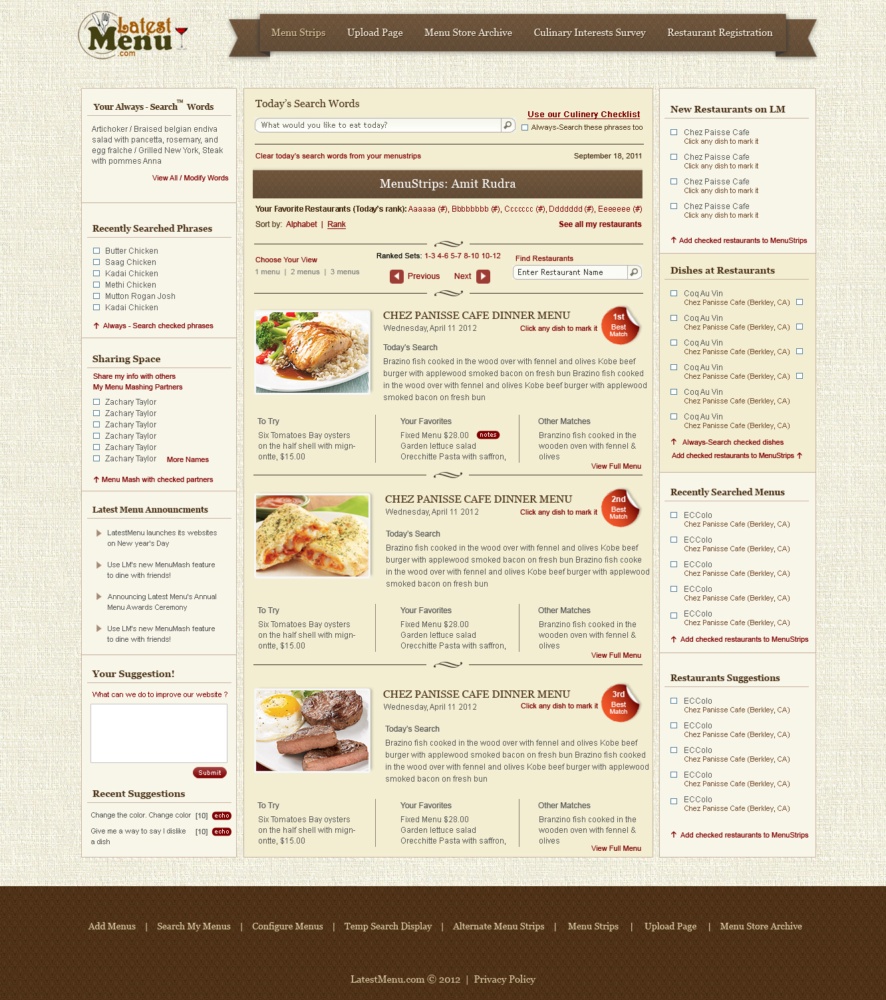 Latest
Menu
.com
Menu Strips
Upload Page
Menu Store Archive
Culinary Interests Survey
Restaurant Registration
Your Always - Search™ Words
Artichoker / Braised belgian endiva
salad with pancetta, rosemary, and
egg fralche / Grilled New York, Steak
with pommes Anna
View All / Modify Words
Recently Searched Phrases
Butter Chicken
Saag Chicken
Kadai Chicken
Methi Chicken
Mutton Rogan Josh
Kadai Chicken
Always - Search checked phrases
Sharing Space
Share my info with others
My Menu Mashing Partners
Zachary Taylor
Zachary Taylor
Zachary Taylor
Zachary Taylor
Zachary Taylor
Zachary Taylor More Names
Menu Mash with checked partners
Latest Menu Announcments
LatestMenu launches its websites
on New year's Day
Use LM's new MenuMash feature
to dine with friends!
Announcing Latest Menu's Annual
Menu Awards Ceremony
Use LM's new MenuMash feature
to dine with friends!
Your Suggestion!
What can we do to improve our website ?
Submit
Recent Suggestions
Change the color. Change color [10] echo
Give me a way to say I dislike [10] echo
a dish
Today's Search Words
What would you like to eat today?
Use our Culinery Checklist
Always-Search these phrases too
Clear today's search words from your menustrips
September 18, 2011
MenuStrips: Amit Rudra
Your Favorite Restaurants (Today's rank): Aaaaaa (#), Bbbbbbbb (#), Ccccccc (#), Ddddddd (#), Eeeeeee (#)
Sort by: Alphabet | Rank
See all my restaurants
Choose Your View
1 menu | 2 menus | 3 menus
Ranked Sets: 1-3 4-6 5-7 8-10 10-12
Previous Next
Find Restaurants
Enter Restaurant Name
CHEZ PANISSE CAFE DINNER MENU
Wednesday, April 11 2012
Click any dish to mark it
1st
Best
Match
Today's Search
Brazino fish cooked in the wood over with fennel and olives Kobe beef
burger with applewood smoked bacon on fresh bun Brazino fish cooked
in the wood over with fennel and olives Kobe beef burger with applewood
smoked bacon on fresh bun
To Try
Six Tomatoes Bay oysters
on the half shell with mign-
ontte, $15.00
Your Favorites
Fixed Menu $28.00 notes
Garden lettuce salad
Orecchitte Pasta with saffron,
Other Matches
Branzino fish cooked in the
wooden oven with fennel &
olives
View Full Menu
CHEZ PANISSE CAFE DINNER MENU
Wednesday, April 11 2012
Click any dish to mark it
2nd
Best
Match
Today's Search
Brazino fish cooked in the wood over with fennel and olives Kobe beef
burger with applewood smoked bacon on fresh bun Brazino fish cooke
in the wood over with fennel and olives Kobe beef burger with applewood
smoked bacon on fresh bun
To Try
Six Tomatoes Bay oysters
on the half shell with mign-
ontte, $15.00
Your Favorites
Fixed Menu $28.00
Garden lettuce salad
Orecchitte Pasta with saffron,
Other Matches
Branzino fish cooked in the
wooden oven with fennel &
olives
View Full Menu
CHEZ PANISSE CAFE DINNER MENU
Wednesday, April 11 2012
Click any dish to mark it
3rd
Best
Match
Today's Search
Brazino fish cooked in the wood over with fennel and olives Kobe beef
burger with applewood smoked bacon on fresh bun Brazino fish cooked
in the wood over with fennel and olives Kobe beef burger with applewood
smoked bacon on fresh bun
To Try
Six Tomatoes Bay oysters
on the half shell with mign-
ontte, $15.00
Your Favorites
Fixed Menu $28.00
Garden lettuce salad
Orecchitte Pasta with saffron,
Other Matches
Branzino fish cooked in the
wooden oven with fennel &
olives
View Full Menu
New Restaurants on LM
Chez Paisse Cafe
Click any dish to mark it
Chez Paisse Cafe
Click any dish to mark it
Chez Paisse Cafe
Click any dish to mark it
Chez Paisse Cafe
Click any dish to mark it
Add checked restaurants to MenuStrips
Dishes at Restaurants
Coq Au Vin
Chez Panisse Cafe (Berkley, CA)
Coq Au Vin
Chez Panisse Cafe (Berkley, CA)
Coq Au Vin
Chez Panisse Cafe (Berkley, CA)
Coq Au Vin
Chez Panisse Cafe (Berkley, CA)
Coq Au Vin
Chez Panisse Cafe (Berkley, CA)
Coq Au Vin
Chez Panisse Cafe (Berkley, CA)
Always-Search checked dishes
Add checked restaurants to MenuStrips
Recently Searched Menus
ECColo
Chez Panisse Cafe (Berkley, CA)
ECColo
Chez Panisse Cafe (Berkley, CA)
ECColo
Chez Panisse Cafe (Berkley, CA)
ECColo
Chez Panisse Cafe (Berkley, CA)
ECColo
Chez Panisse Cafe (Berkley, CA)
Add checked restaurants to MenuStrips
Restaurants Suggestions
ECColo
Chez Panisse Cafe (Berkley, CA)
ECColo
Chez Panisse Cafe (Berkley, CA)
ECColo
Chez Panisse Cafe (Berkley, CA)
ECColo
Chez Panisse Cafe (Berkley, CA)
ECColo
Chez Panisse Cafe (Berkley, CA)
Add checked restaurants to MenuStrips
Add Menus | Search My Menus | Configure Menus | Temp Search Display | Alternate Menu Strips | Menu Strips | Upload Page | Menu Store Archive
LatestMenu.com © 2012 | Privacy Policy